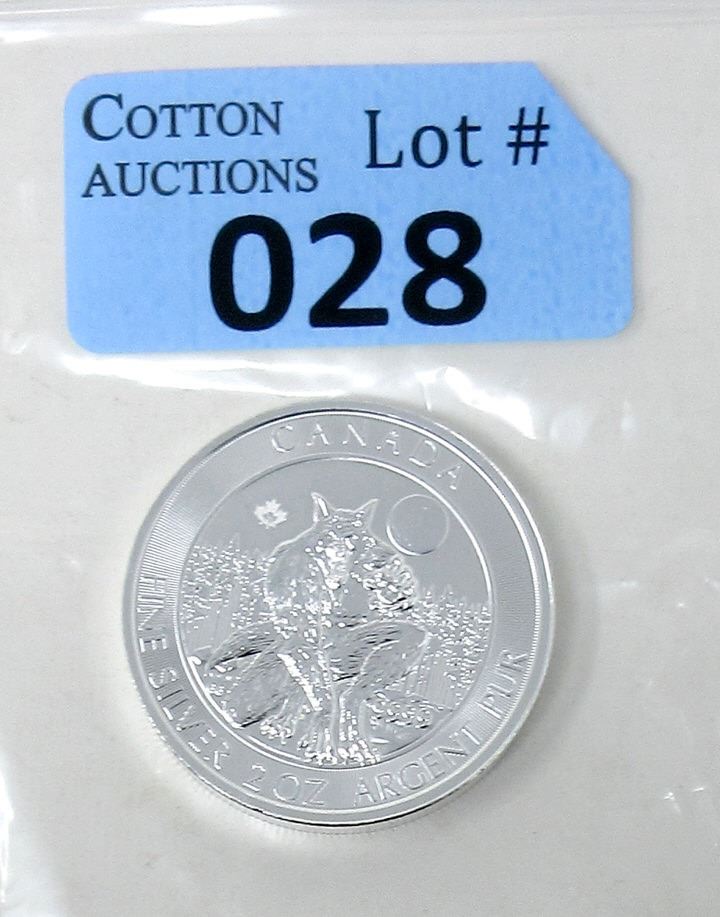 COTTON
AUCTIONS
Lot #
028
CANADA
FINE SILVER 2 OZ ARGENT PUR